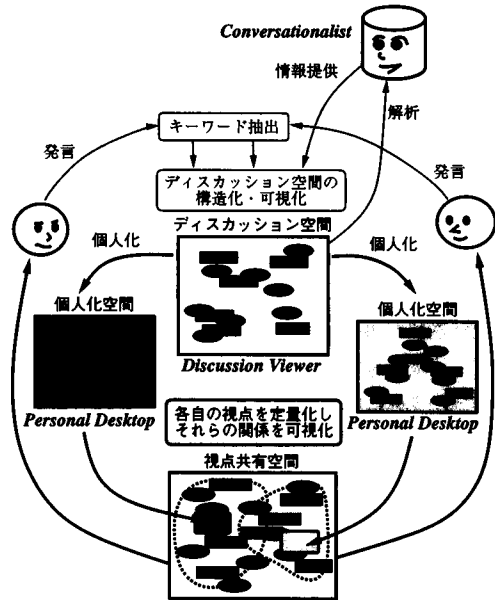 Conversationalist
情報提供
解析
キーワード抽出
発言
発言
ディスカッション空間の
構造化・可視化
ディスカッション空間
個人化
個人化
個人化空間
個人化空間
Discussion Viewer
Personal Desktop
Personal Desktop
各自の視点を定量化し
それらの関係を可視化
視点共有空間